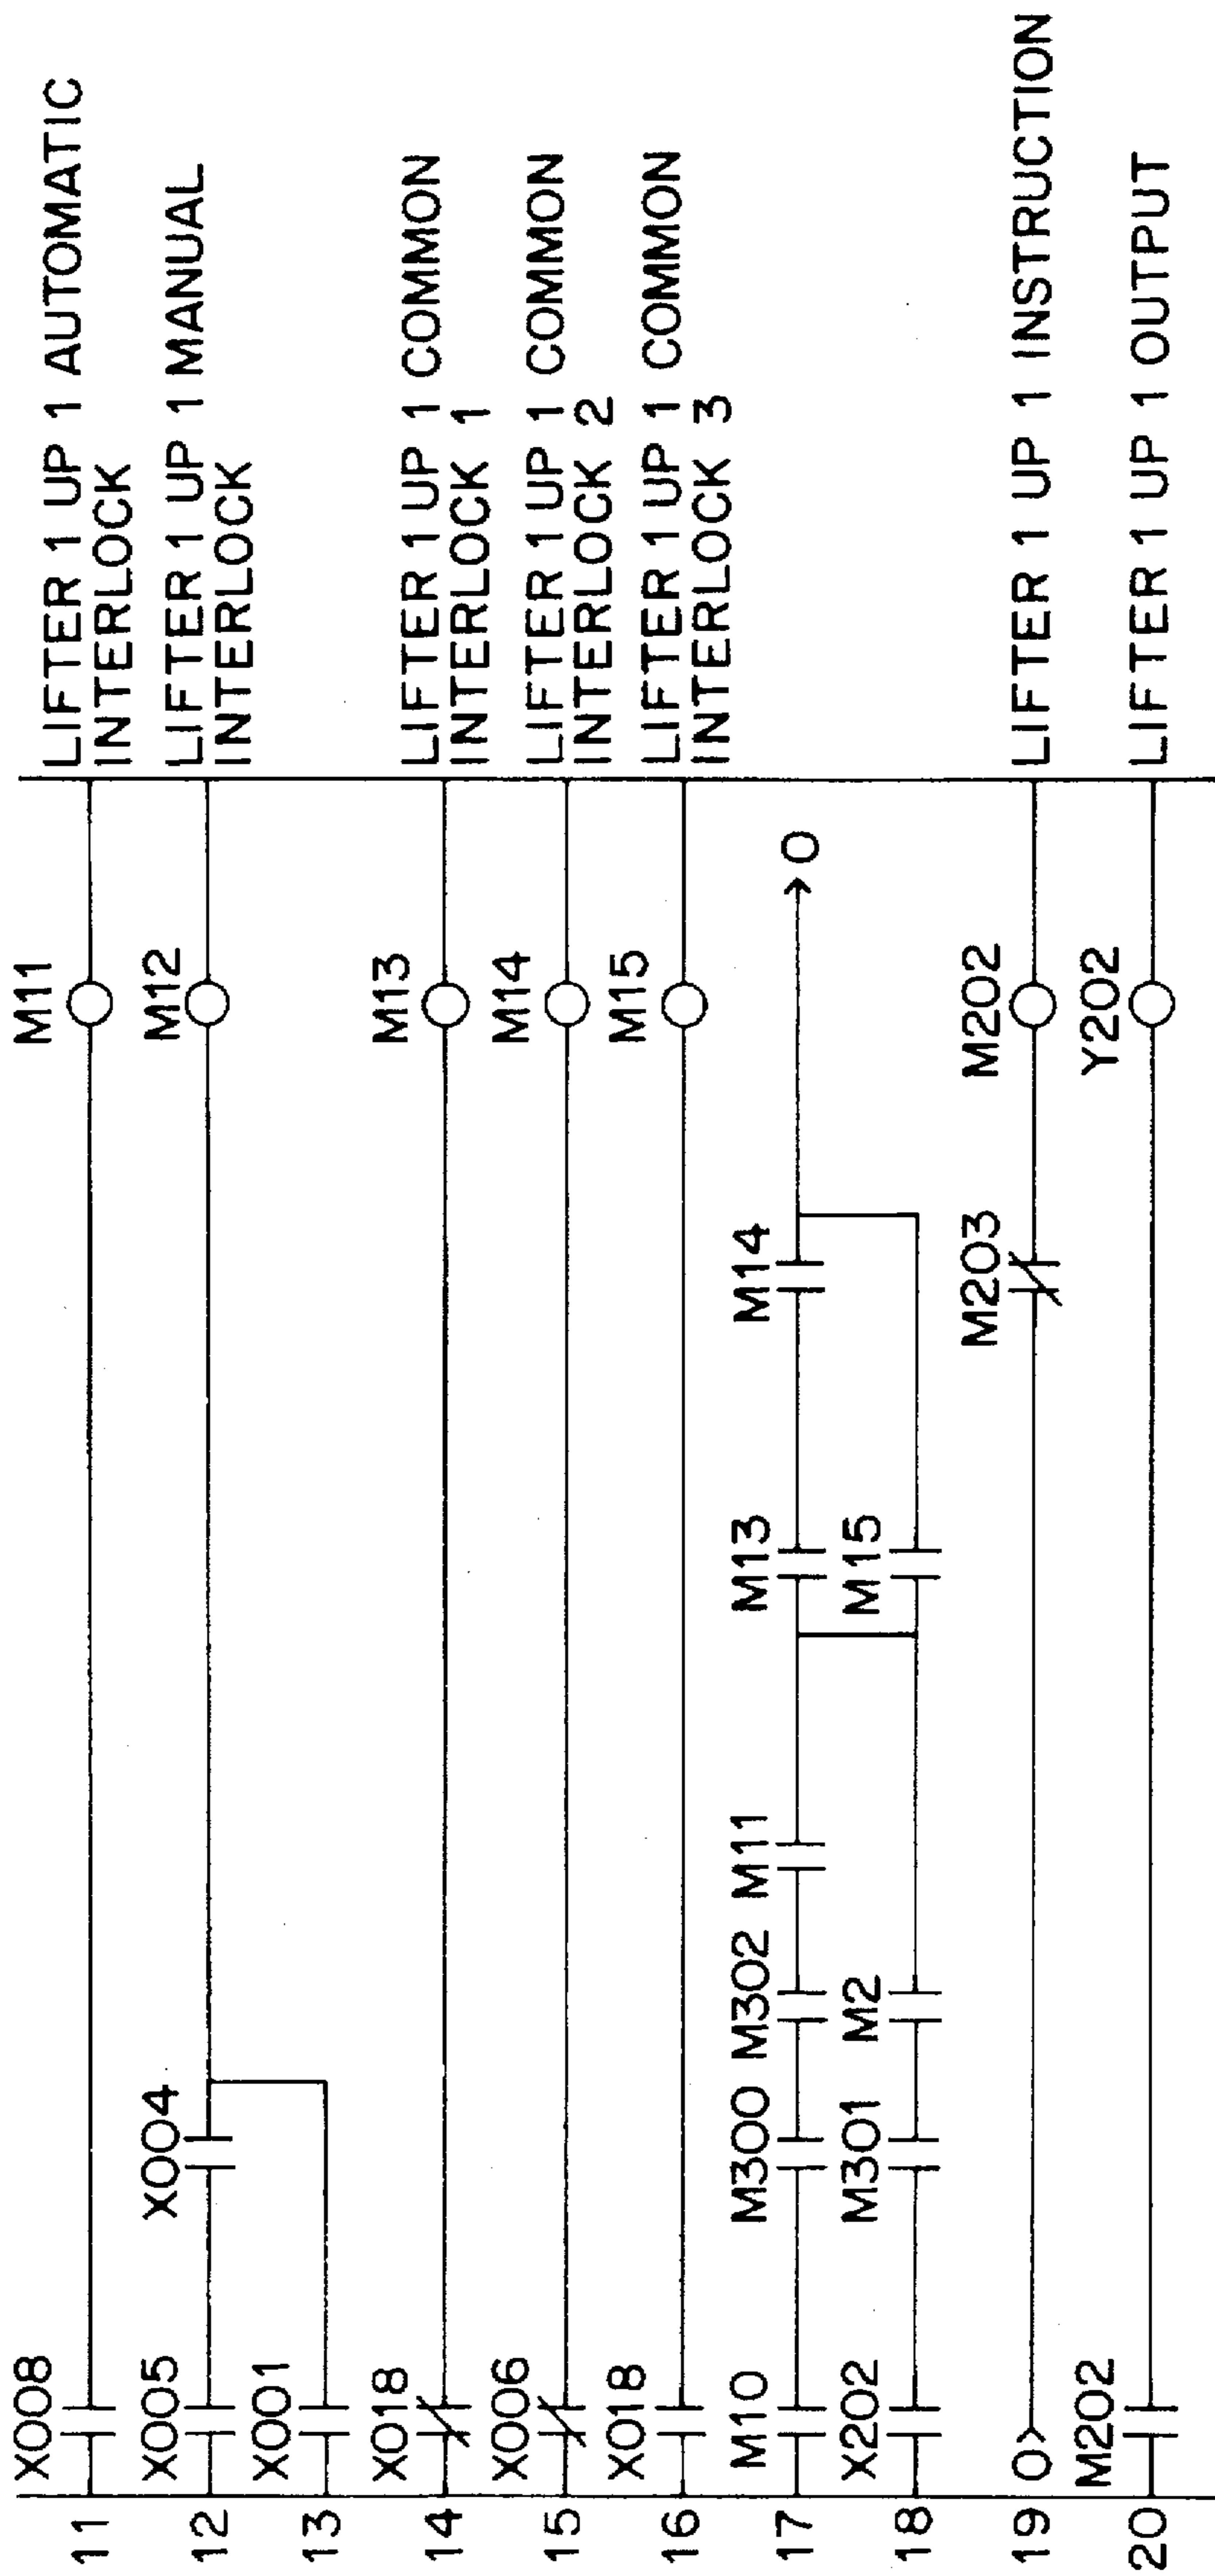 11 X008 M11 LIFTER 1 UP 1 AUTOMATIC
INTERLOCK
X004
12 X005 M12 LIFTER 1 UP 1 MANUAL
INTERLOCK
13 X001
14 X018 M13 LIFTER 1 UP 1 COMMON
INTERLOCK 1
15 X006 M14 LIFTER 1 UP 1 COMMON
INTERLOCK 2
16 X018 M15 LIFTER 1 UP 1 COMMON
INTERLOCK 3
17 M10 M300 M302 M11 M13 M14 0
18 X202 M301 M2 M15
19 0 M203 M202 LIFTER 1 UP 1 INSTRUCTION
20 M202 Y202 LIFTER 1 UP 1 OUTPUT